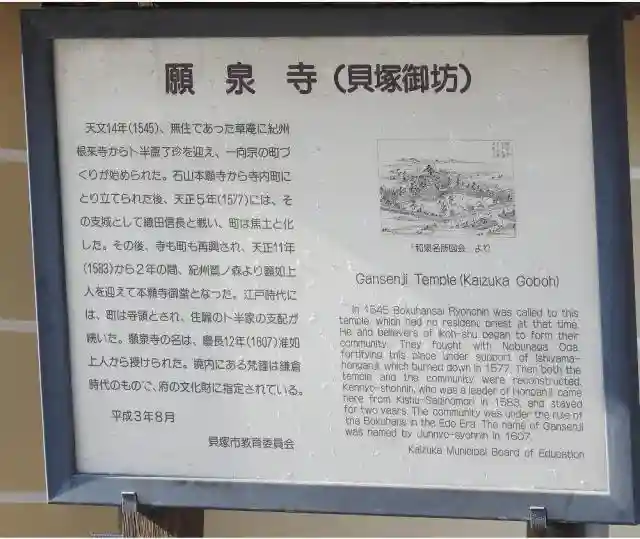 願泉寺(貝塚御坊)
天文14年(1545)、無住であった草庵に紀州
根来寺から卜半斎了珍を迎え、一向宗の町づ
くりが始められた。石山本願寺から寺内町に
とり立てられた後、天正5年(1577)には、そ
の支城として織田信長と戦い、町は焦土と化
した。その後、寺も町も再興され、天正11年
(1583)から2年の間、紀州鷺ノ森より顕如上
人を迎えて本願寺御堂となった。江戸時代に
は、町は寺領とされ、住職の卜半家の支配が
続いた。願泉寺の名は、慶長12年(1607)准如
上人から授けられた。境内にある梵鐘は鎌倉
時代のもので、府の文化財に指定されている。
平成3年8月
貝塚市教育委員会
「和泉名所図会」より
Gansenji Temple (Kaizuka Goboh)
In 1545 Bokuhansai Ryonchin was called to this
temple, which had no resident priest at that time.
He and believers of Ikoh-shu began to form their
community. They fought with Nobunaga Oda,
fortifying this place under support of Ishiyama-
honganji, which burned down in 1577. Then both the
temple and the community were reconstructed.
Kennyo-shohnin, who was a leader of Honganji came
here from Kishu-Saginomori in 1583, and stayed
for two years. The community was under the rule of
the Bokuhans in the Edo Era. The name of Gansenji
was named by Junnyo-syohnin in 1607.
Kaizuka Municipal Board of Education